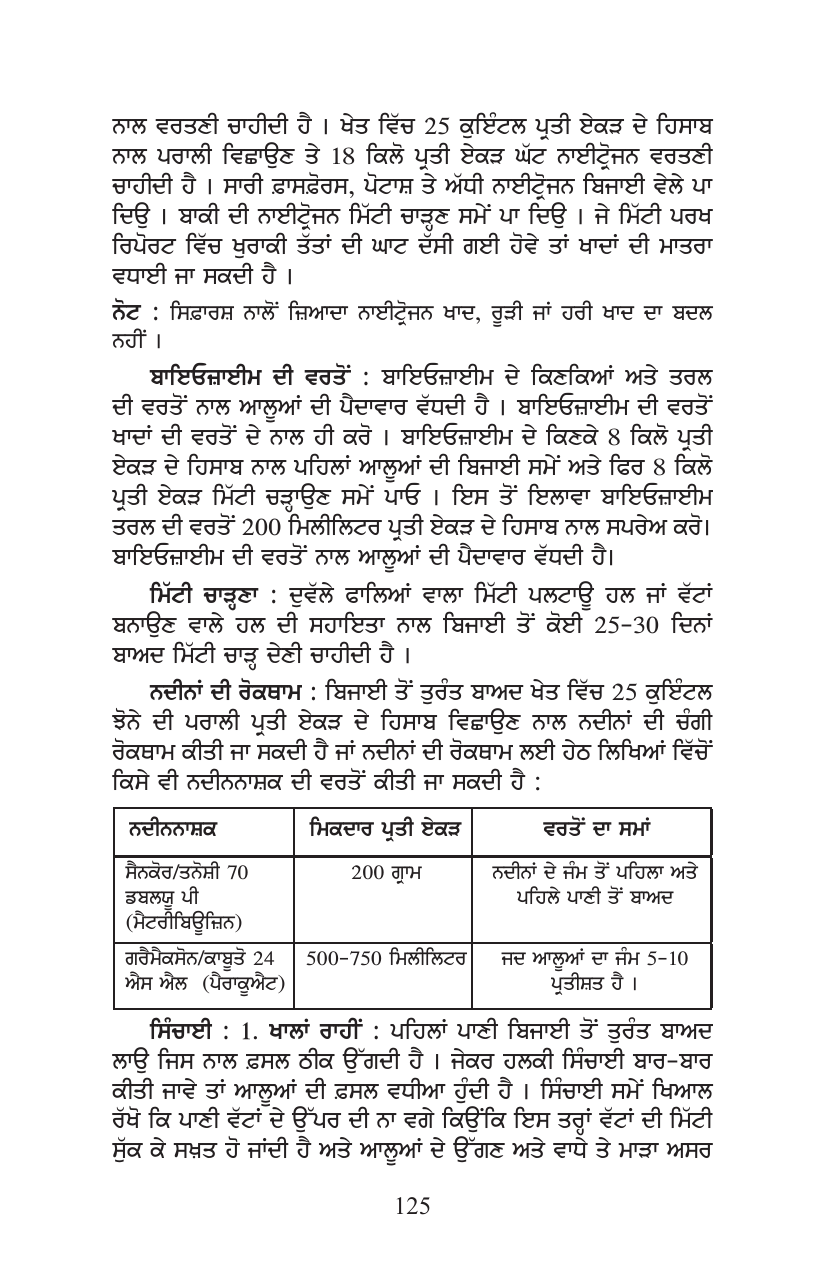 ਨਾਲ ਵਰਤਣੀ ਚਾਹੀਦੀ ਹੈ । ਖੇਤ ਵਿੱਚ 25 ਕੁਇੰਟਲ ਪ੍ਰਤੀ ਏਕੜ ਦੇ ਹਿਸਾਬ
ਨਾਲ ਪਰਾਲੀ ਵਿਛਾਉਣ ਤੇ 18 ਕਿਲੋ ਪ੍ਰਤੀ ਏਕੜ ਘੱਟ ਨਾਈਟ੍ਰੋਜਨ ਵਰਤਣੀ
ਚਾਹੀਦੀ ਹੈ । ਸਾਰੀ ਫ਼ਾਸਫ਼ੋਰਸ, ਪੋਟਾਸ਼ ਤੇ ਅੱਧੀ ਨਾਈਟ੍ਰੋਜਨ ਬਿਜਾਈ ਵੇਲੇ ਪਾ
ਦਿਉ । ਬਾਕੀ ਦੀ ਨਾਈਟ੍ਰੋਜਨ ਮਿੱਟੀ ਚਾੜ੍ਹਣ ਸਮੇਂ ਪਾ ਦਿਉ । ਜੇ ਮਿੱਟੀ ਪਰਖ
ਰਿਪੋਰਟ ਵਿੱਚ ਖੁਰਾਕੀ ਤੱਤਾਂ ਦੀ ਘਾਟ ਦੱਸੀ ਗਈ ਹੋਵੇ ਤਾਂ ਖਾਦਾਂ ਦੀ ਮਾਤਰਾ
ਵਧਾਈ ਜਾ ਸਕਦੀ ਹੈ ।
ਨੋਟ : ਸਿਫ਼ਾਰਸ਼ ਨਾਲੋਂ ਜ਼ਿਆਦਾ ਨਾਈਟ੍ਰੋਜਨ ਖਾਦ, ਰੂੜੀ ਜਾਂ ਹਰੀ ਖਾਦ ਦਾ ਬਦਲ
ਨਹੀਂ ।
ਬਾਇਓਜ਼ਾਈਮ ਦੀ ਵਰਤੋਂ : ਬਾਇਓਜ਼ਾਈਮ ਦੇ ਕਿਣਕਿਆਂ ਅਤੇ ਤਰਲ
ਦੀ ਵਰਤੋਂ ਨਾਲ ਆਲੂਆਂ ਦੀ ਪੈਦਾਵਾਰ ਵੱਧਦੀ ਹੈ । ਬਾਇਓਜ਼ਾਈਮ ਦੀ ਵਰਤੋਂ
ਖਾਦਾਂ ਦੀ ਵਰਤੋਂ ਦੇ ਨਾਲ ਹੀ ਕਰੋ । ਬਾਇਓਜ਼ਾਈਮ ਦੇ ਕਿਣਕੇ 8 ਕਿਲੋ ਪ੍ਰਤੀ
ਏਕੜ ਦੇ ਹਿਸਾਬ ਨਾਲ ਪਹਿਲਾਂ ਆਲੂਆਂ ਦੀ ਬਿਜਾਈ ਸਮੇਂ ਅਤੇ ਫਿਰ 8 ਕਿਲੋ
ਪ੍ਰਤੀ ਏਕੜ ਮਿੱਟੀ ਚੜ੍ਹਾਉਣ ਸਮੇਂ ਪਾਓ । ਇਸ ਤੋਂ ਇਲਾਵਾ ਬਾਇਓਜ਼ਾਈਮ
ਤਰਲ ਦੀ ਵਰਤੋਂ 200 ਮਿਲੀਲਿਟਰ ਪ੍ਰਤੀ ਏਕੜ ਦੇ ਹਿਸਾਬ ਨਾਲ ਸਪਰੇਅ ਕਰੋ।
ਬਾਇਓਜ਼ਾਈਮ ਦੀ ਵਰਤੋਂ ਨਾਲ ਆਲੂਆਂ ਦੀ ਪੈਦਾਵਾਰ ਵੱਧਦੀ ਹੈ।
ਮਿੱਟੀ ਚਾੜ੍ਹਣਾ : ਦੁਵੱਲੇ ਫਾਲਿਆਂ ਵਾਲਾ ਮਿੱਟੀ ਪਲਟਾਊ ਹਲ ਜਾਂ ਵੱਟਾਂ
ਬਨਾਉਣ ਵਾਲੇ ਹਲ ਦੀ ਸਹਾਇਤਾ ਨਾਲ ਬਿਜਾਈ ਤੋਂ ਕੋਈ 25-30 ਦਿਨਾਂ
ਬਾਅਦ ਮਿੱਟੀ ਚਾੜ੍ਹ ਦੇਣੀ ਚਾਹੀਦੀ ਹੈ ।
ਨਦੀਨਾਂ ਦੀ ਰੋਕਥਾਮ : ਬਿਜਾਈ ਤੋਂ ਤੁਰੰਤ ਬਾਅਦ ਖੇਤ ਵਿੱਚ 25 ਕੁਇੰਟਲ
ਝੋਨੇ ਦੀ ਪਰਾਲੀ ਪ੍ਰਤੀ ਏਕੜ ਦੇ ਹਿਸਾਬ ਵਿਛਾਉਣ ਨਾਲ ਨਦੀਨਾਂ ਦੀ ਚੰਗੀ
ਰੋਕਥਾਮ ਕੀਤੀ ਜਾ ਸਕਦੀ ਹੈ ਜਾਂ ਨਦੀਨਾਂ ਦੀ ਰੋਕਥਾਮ ਲਈ ਹੇਠ ਲਿਖਿਆਂ ਵਿੱਚੋਂ
ਕਿਸੇ ਵੀ ਨਦੀਨਨਾਸ਼ਕ ਦੀ ਵਰਤੋਂ ਕੀਤੀ ਜਾ ਸਕਦੀ ਹੈ :
ਨਦੀਨਨਾਸ਼ਕ ਮਿਕਦਾਰ ਪ੍ਰਤੀ ਏਕੜ ਵਰਤੋਂ ਦਾ ਸਮਾਂ
ਸੈਨਕੋਰ/ਤਨੋਸ਼ੀ 70 200 ਗ੍ਰਾਮ ਨਦੀਨਾਂ ਦੇ ਜੰਮ ਤੋਂ ਪਹਿਲਾ ਅਤੇ
ਡਬਲਯੂ ਪੀ ਪਹਿਲੇ ਪਾਣੀ ਤੋਂ ਬਾਅਦ
(ਮੈਟਰੀਬਿਊਜ਼ਿਨ)
ਗਰੈਮੈਕਸੋਨ/ਕਾਬੂਤੋ 24 500-750 ਮਿਲੀਲਿਟਰ ਜਦ ਆਲੂਆਂ ਦਾ ਜੰਮ 5-10
ਐਸ ਐਲ (ਪੈਰਾਕੂਐਟ) ਪ੍ਰਤੀਸ਼ਤ ਹੈ ।
ਸਿੰਚਾਈ : 1. ਖਾਲਾਂ ਰਾਹੀਂ : ਪਹਿਲਾਂ ਪਾਣੀ ਬਿਜਾਈ ਤੋਂ ਤੁਰੰਤ ਬਾਅਦ
ਲਾਉ ਜਿਸ ਨਾਲ ਫ਼ਸਲ ਠੀਕ ਉੱਗਦੀ ਹੈ । ਜੇਕਰ ਹਲਕੀ ਸਿੰਚਾਈ ਬਾਰ-ਬਾਰ
ਕੀਤੀ ਜਾਵੇ ਤਾਂ ਆਲੂਆਂ ਦੀ ਫ਼ਸਲ ਵਧੀਆ ਹੁੰਦੀ ਹੈ । ਸਿੰਚਾਈ ਸਮੇਂ ਖਿਆਲ
ਰੱਖੋ ਕਿ ਪਾਣੀ ਵੱਟਾਂ ਦੇ ਉੱਪਰ ਦੀ ਨਾ ਵਗੇ ਕਿਉਂਕਿ ਇਸ ਤਰ੍ਹਾਂ ਵੱਟਾਂ ਦੀ ਮਿੱਟੀ
ਸੁੱਕ ਕੇ ਸਖ਼ਤ ਹੋ ਜਾਂਦੀ ਹੈ ਅਤੇ ਆਲੂਆਂ ਦੇ ਉੱਗਣ ਅਤੇ ਵਾਧੇ ਤੇ ਮਾੜਾ ਅਸਰ
125